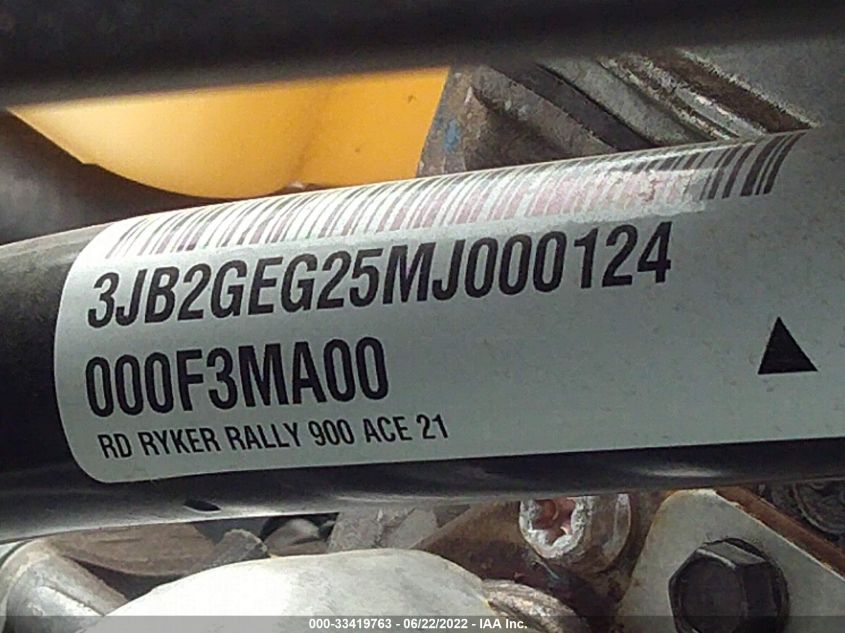 3JB2GEG25MJ000124
000F3MA00
RD RYKER RALLY 900 ACE 21
000-33419763 - 06/22/2022 - IAA Inc.